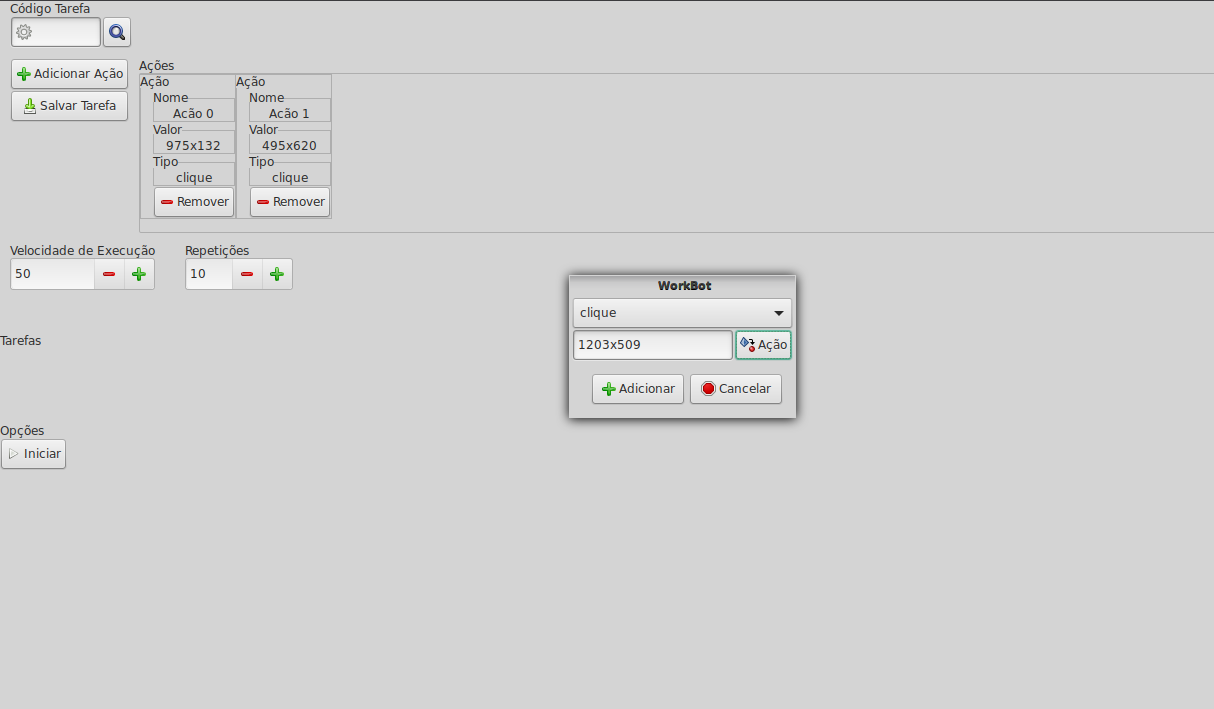 Código Tarefa
Adicionar Ação
Salvar Tarefa
Ações
Ação Ação
Nome Nome
Acão 0 Acão 1
Valor Valor
975x132 495x620
Tipo Tipo
clique clique
Remover Remover
Velocidade de Execução Repetições
50 10
WorkBot
clique
1203x509 Ação
Adicionar Cancelar
Tarefas
Opções
Iniciar